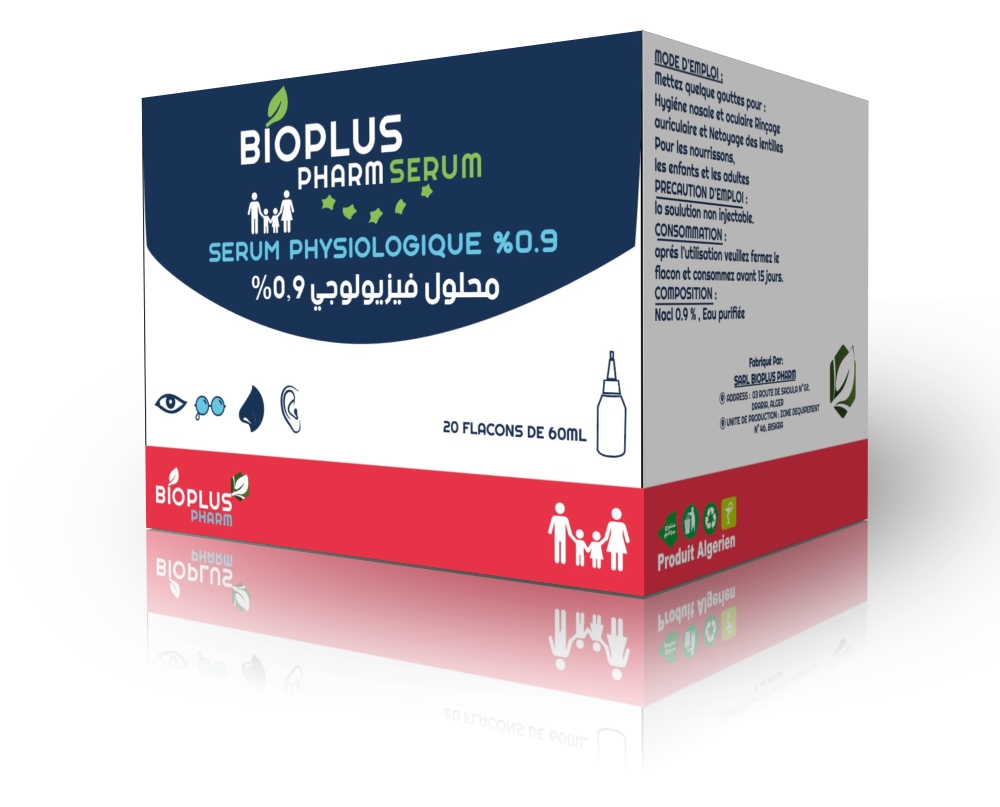 BIOPLUS
PHARM SERUM
SERUM PHYSIOLOGIQUE %0.9
محلول فيزيولوجي 0,9%
20 FLACONS DE 60ML
BIOPLUS
PHARM
MODE D'EMPLOI :
Mettez quelque gouttes pour :
Hygiéne nasale et oculaire Rinçage
auriculaire et Netoyage des lentilles
Pour les nourrissons,
les enfants et les adultes
PRECAUTION D'EMPLOI :
la soulution non injectable.
CONSOMMATION :
aprés l'utilisation veuillez fermez le
flacon et consommez avant 15 jours.
COMPOSITION :
Nacl 0.9 % , Eau purifiée
Fabriqué Par:
SARL BIOPLUS PHARM
ADDRESS : 03 ROUTE DE SAOULA N°02,
DRARIA, ALGER
UNITE DE PRODUCTION : ZONE DEQUIPEMENT
N°46, BISKRA
Produit Algerien